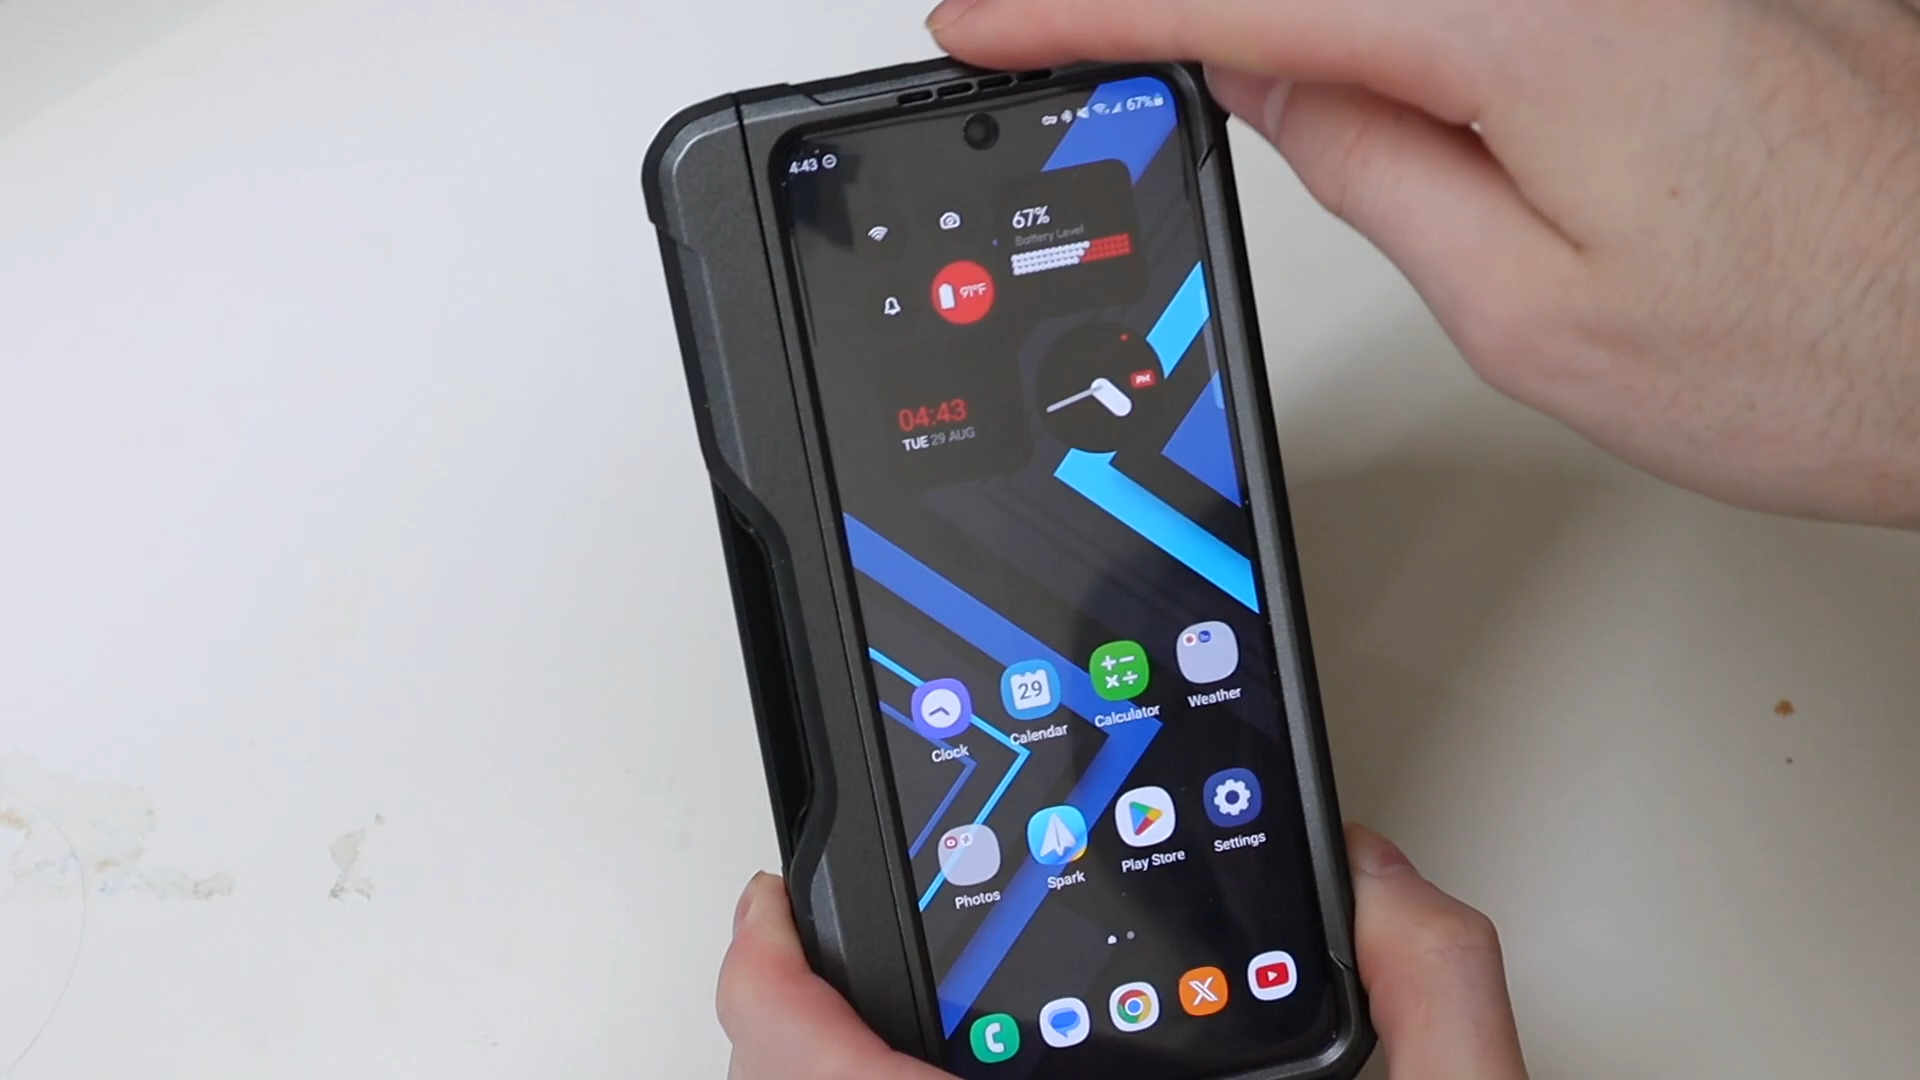 4:43
67%
67%
Battery Level
91°F
PM
04:43
TUE 29 AUG
29
Clock
Calendar
Calculator
Weather
Photos
Spark
Play Store
Settings